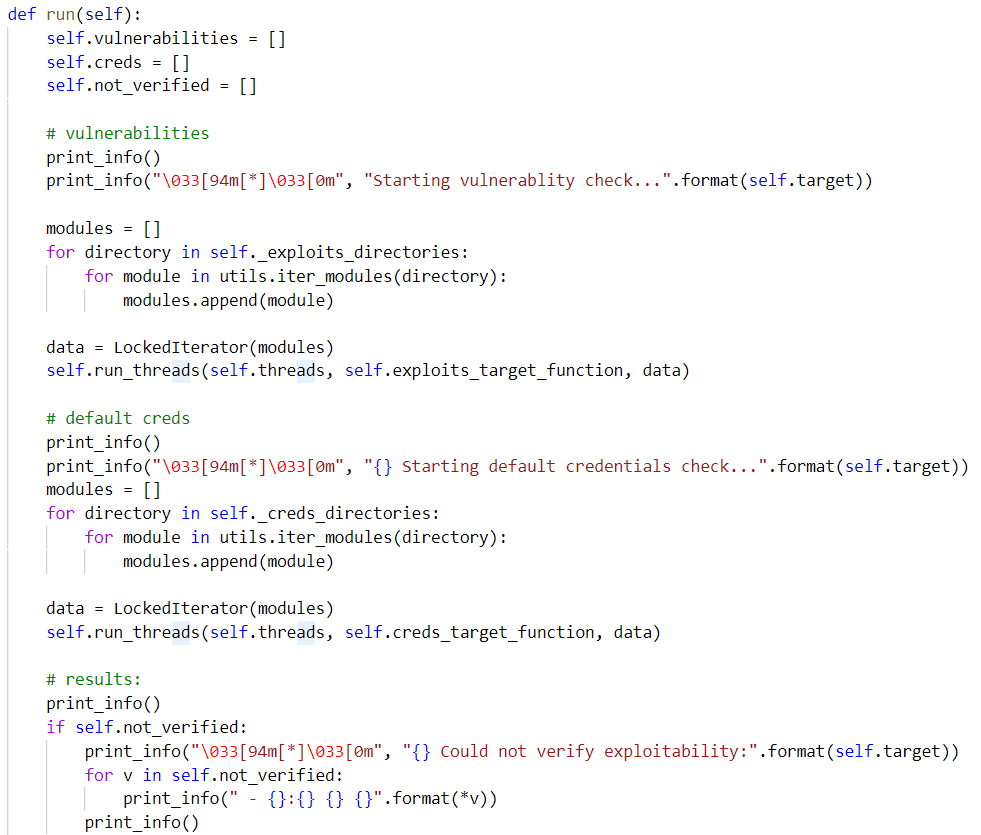 def run(self):
    self.vulnerabilities = []
    self.creds = []
    self.not_verified = []

    # vulnerabilities
    print_info()
    print_info("\033[94m[*]\033[0m", "Starting vulnerablity check...".format(self.target))

    modules = []
    for directory in self._exploits_directories:
        for module in utils.iter_modules(directory):
            modules.append(module)

    data = LockedIterator(modules)
    self.run_threads(self.threads, self.exploits_target_function, data)

    # default creds
    print_info()
    print_info("\033[94m[*]\033[0m", "{} Starting default credentials check...".format(self.target))
    modules = []
    for directory in self._creds_directories:
        for module in utils.iter_modules(directory):
            modules.append(module)

    data = LockedIterator(modules)
    self.run_threads(self.threads, self.creds_target_function, data)

    # results:
    print_info()
    if self.not_verified:
        print_info("\033[94m[*]\033[0m", "{} Could not verify exploitability:".format(self.target))
        for v in self.not_verified:
            print_info(" - {}:{} {} {}".format(*v))
        print_info()